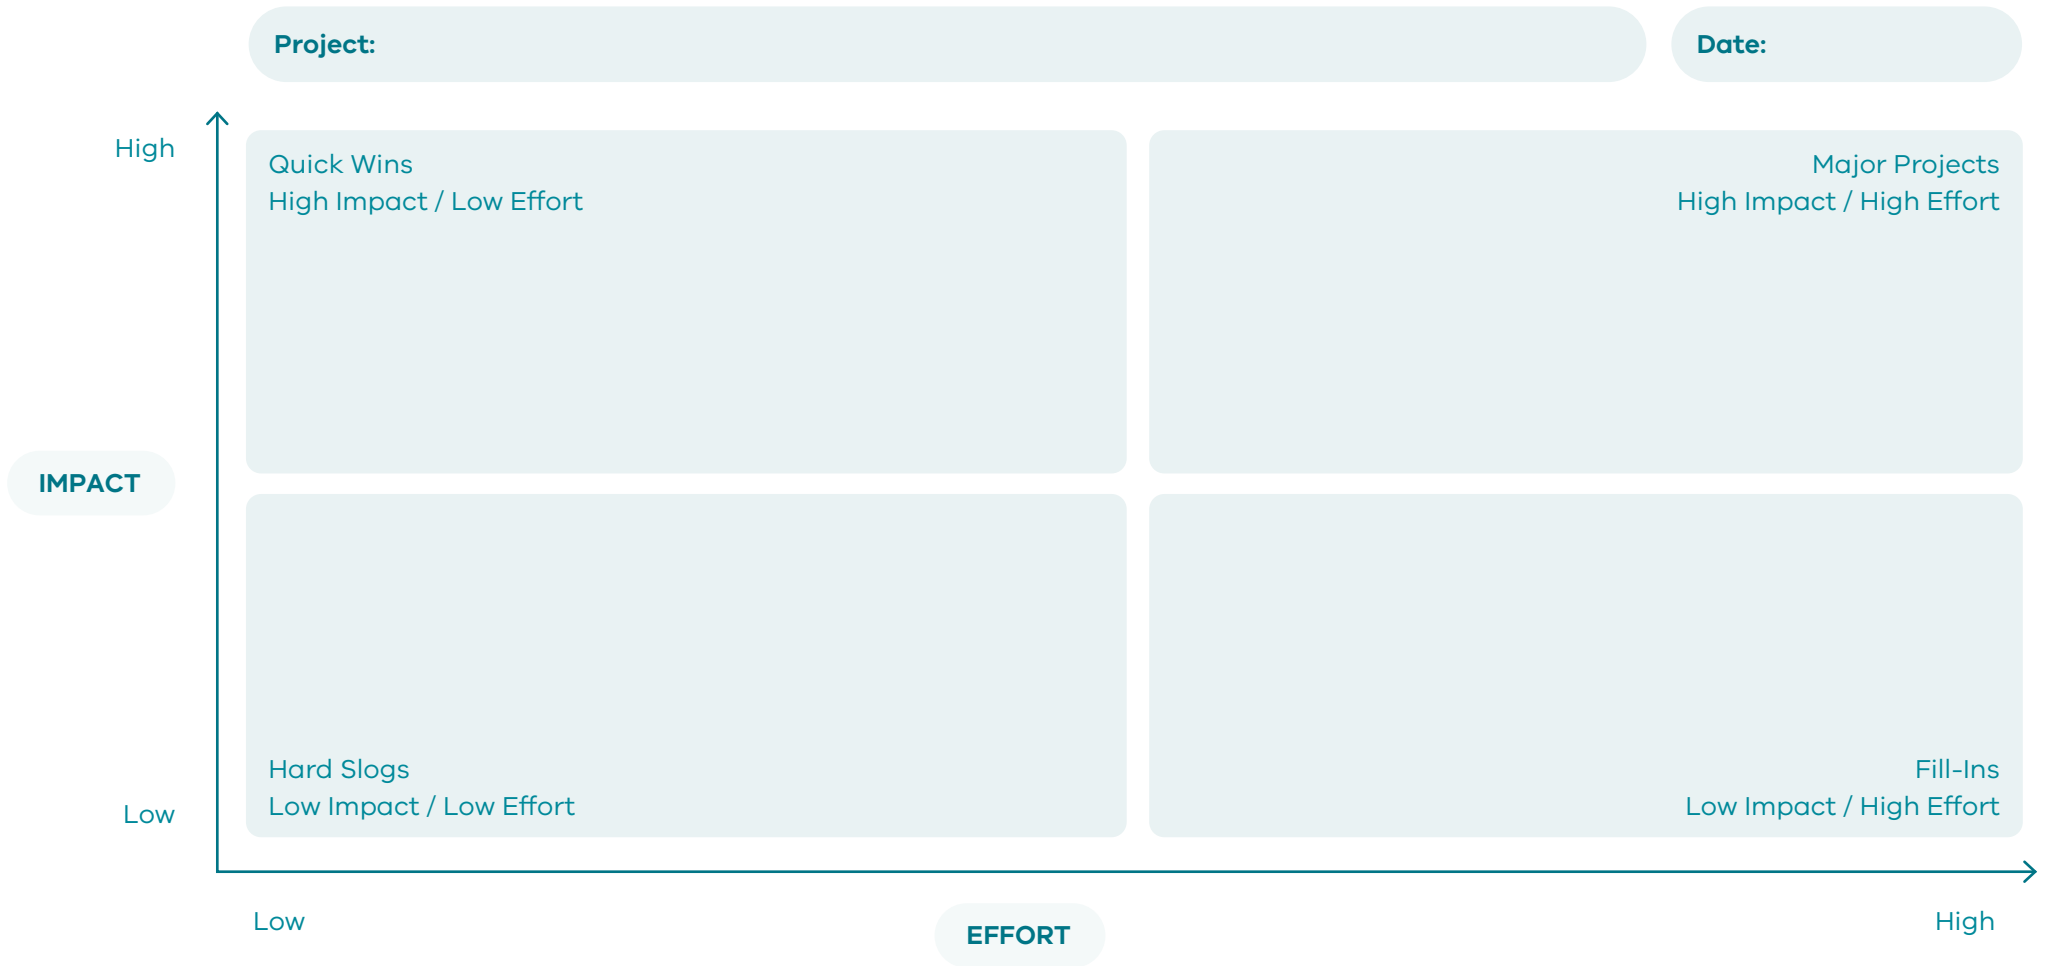 Project:
Date:
High
Quick Wins
High Impact / Low Effort
Major Projects
High Impact / High Effort
IMPACT
Hard Slogs
Low Impact / Low Effort
Fill-Ins
Low Impact / High Effort
Low
Low
EFFORT
High